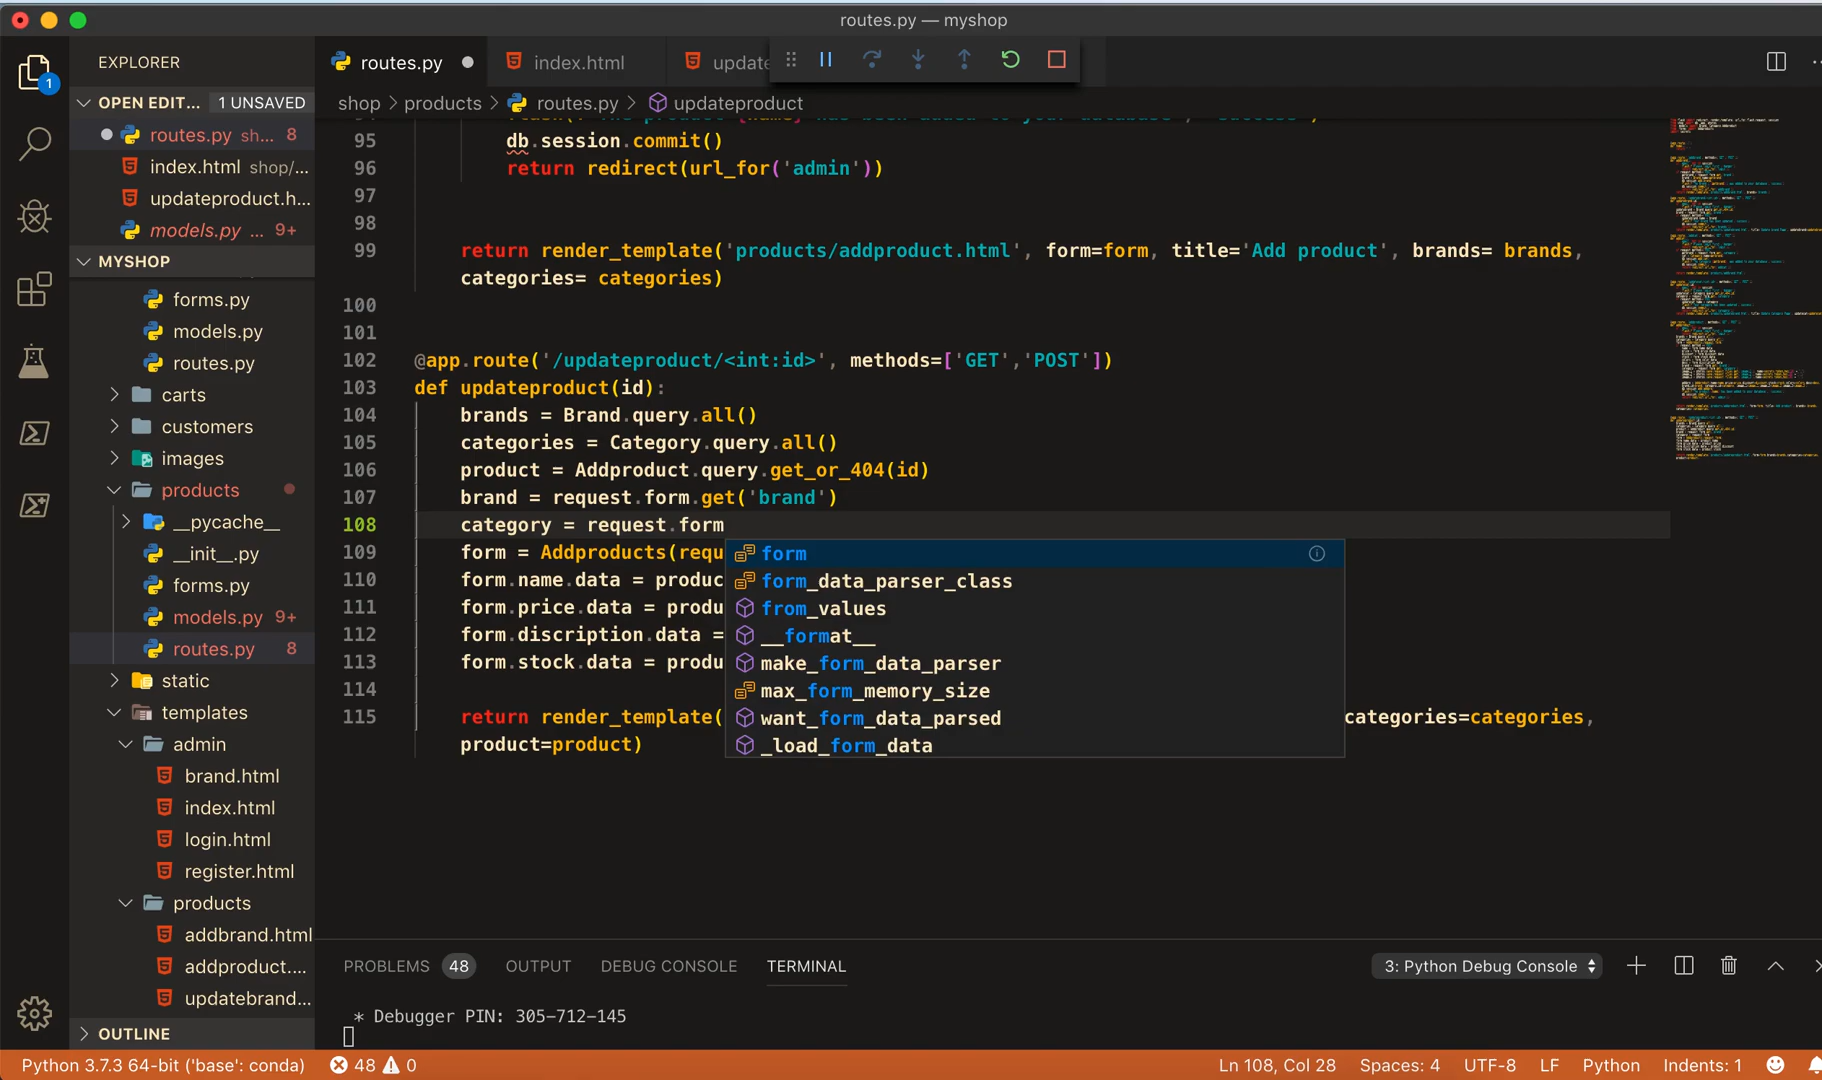 routes.py — myshop
EXPLORER
routes.py
index.html
update
1
OPEN EDIT... 1 UNSAVED
routes.py sh... 8
index.html shop/...
updateproduct.h...
models.py ... 9+
MYSHOP
forms.py
models.py
routes.py
carts
customers
images
products
__pycache__
__init__.py
forms.py
models.py 9+
routes.py 8
static
templates
admin
brand.html
index.html
login.html
register.html
products
addbrand.html
addproduct....
updatebrand...
OUTLINE
shop > products > routes.py > updateproduct
95 db.session.commit()
96 return redirect(url_for('admin'))
97
98
99 return render_template('products/addproduct.html', form=form, title='Add product', brands= brands,
categories= categories)
100
101
102 @app.route('/updateproduct/<int:id>', methods=['GET','POST'])
103 def updateproduct(id):
104 brands = Brand.query.all()
105 categories = Category.query.all()
106 product = Addproduct.query.get_or_404(id)
107 brand = request.form.get('brand')
108 category = request.form
109 form = Addproducts(requ
110 form.name.data = produc
111 form.price.data = produ
112 form.discription.data =
113 form.stock.data = produ
114
115 return render_template( categories=categories,
product=product)
form
form_data_parser_class
from_values
__format__
make_form_data_parser
max_form_memory_size
want_form_data_parsed
_load_form_data
PROBLEMS 48 OUTPUT DEBUG CONSOLE TERMINAL 3: Python Debug Console
* Debugger PIN: 305-712-145
Python 3.7.3 64-bit ('base': conda) 48 0 Ln 108, Col 28 Spaces: 4 UTF-8 LF Python Indents: 1